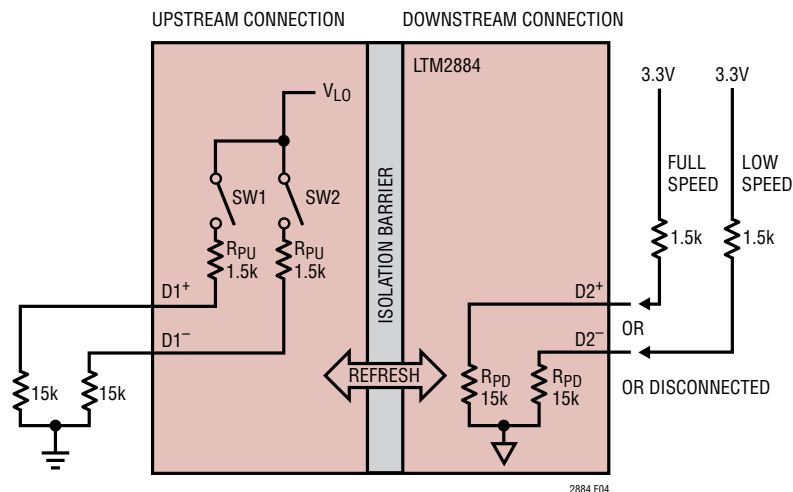 UPSTREAM CONNECTION
DOWNSTREAM CONNECTION
LTM2884
VLO
SW1
SW2
RPU
1.5k
RPU
1.5k
D1+
D1−
15k
15k
ISOLATION BARRIER
REFRESH
D2+
D2−
RPD
15k
RPD
15k
3.3V
3.3V
FULL
SPEED
LOW
SPEED
1.5k
1.5k
OR
OR DISCONNECTED
2884 F04